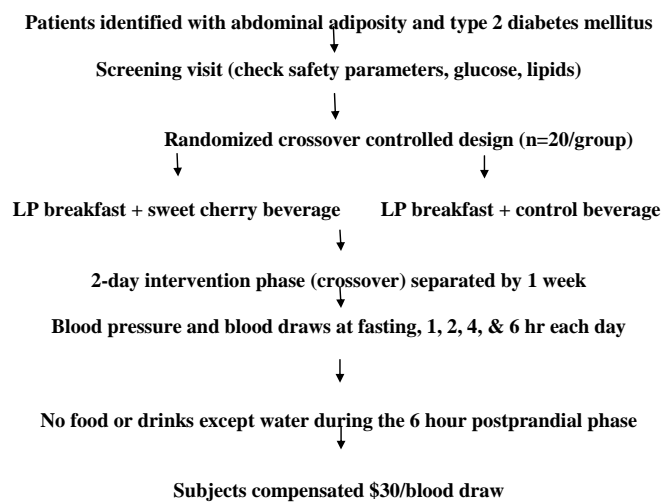 Patients identified with abdominal adiposity and type 2 diabetes mellitus
Screening visit (check safety parameters, glucose, lipids)
Randomized crossover controlled design (n=20/group)
LP breakfast + sweet cherry beverage
LP breakfast + control beverage
2-day intervention phase (crossover) separated by 1 week
Blood pressure and blood draws at fasting, 1, 2, 4, & 6 hr each day
No food or drinks except water during the 6 hour postprandial phase
Subjects compensated $30/blood draw